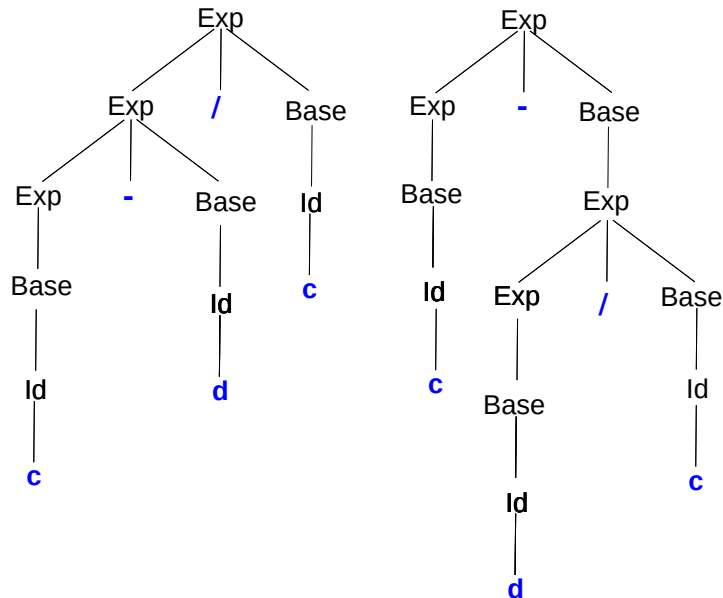 Exp Exp
Exp / Base Exp - Base
Exp - Base Id Base Exp
Base Id c Id Exp / Base
Id d c Base Id
c Id c
d